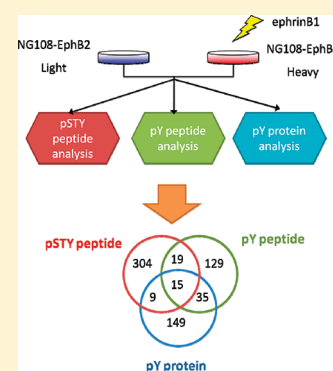 ephrinB1
NG108-EphB2
NG108-EphB
Light
Heavy
pSTY peptide analysis
pY peptide analysis
pY protein analysis
pSTY peptide
pY peptide
304
19
129
15
9
35
149
pY protein